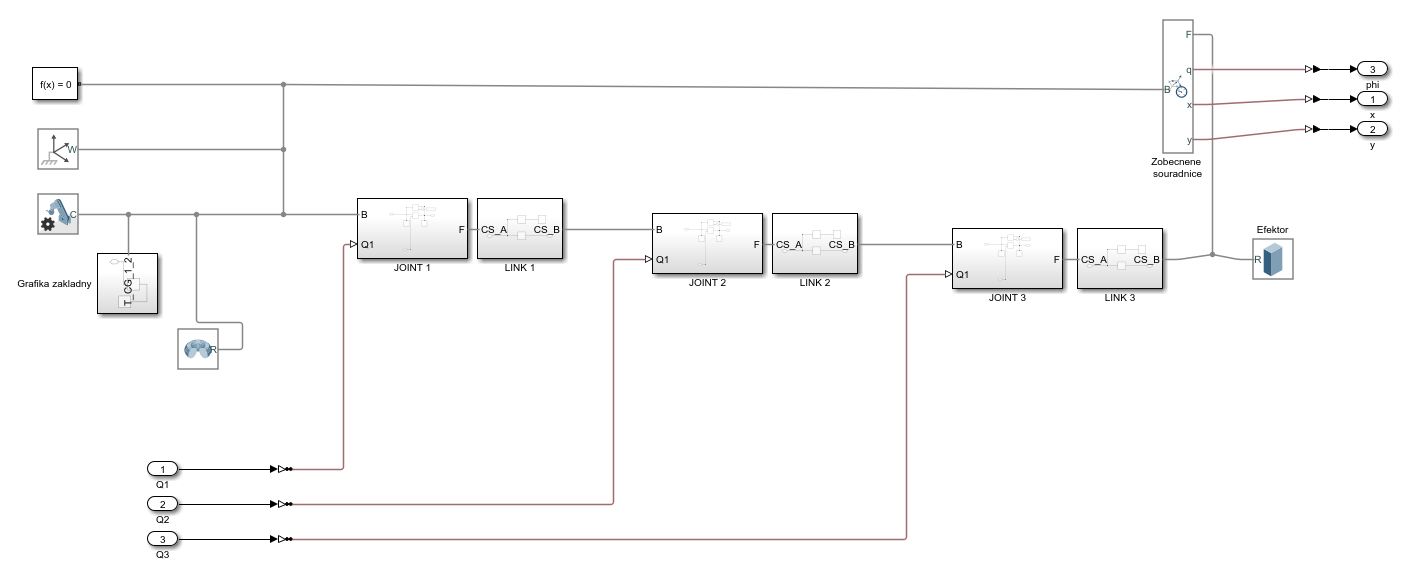 F
f(x) = 0
q
3
phi
B
x
1
x
y
2
y
W
Zobecnene
souradnice
C
B
Q1
F
JOINT 1
CS_A
CS_B
LINK 1
B
Q1
F
JOINT 2
CS_A
CS_B
LINK 2
B
Q1
F
JOINT 3
CS_A
CS_B
LINK 3
Efektor
R
Grafika zakladny
T_CG_1_2
R
1
Q1
2
Q2
3
Q3